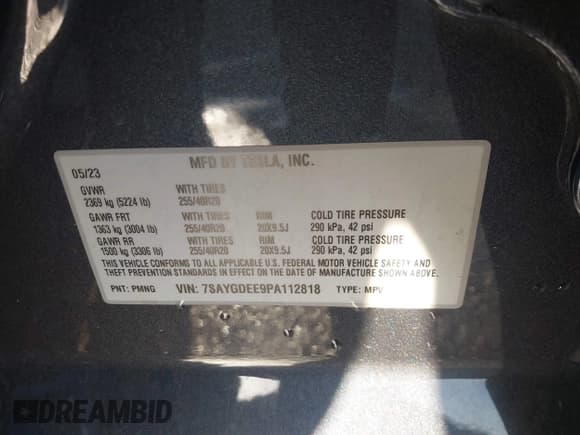 MFD BY TESLA, INC.
05/23
GVWR WITH TIRES
2369 kg (5224 lb) 255/40R20
GAWR FRT WITH TIRES RIM COLD TIRE PRESSURE
1363 kg (3004 lb) 255/40R20 20X9.5J 290 kPa, 42 psi
GAWR RR WITH TIRES RIM COLD TIRE PRESSURE
1500 kg (3306 lb) 255/40R20 20X9.5J 290 kPa, 42 psi
THIS VEHICLE CONFORMS TO ALL APPLICABLE U.S. FEDERAL MOTOR VEHICLE SAFETY AND
THEFT PREVENTION STANDARDS IN EFFECT ON THE DATE OF MANUFACTURE SHOWN ABOVE.
PNT: PMNG VIN: 7SAYGDEE9PA112818 TYPE: MPV
DREAMBID